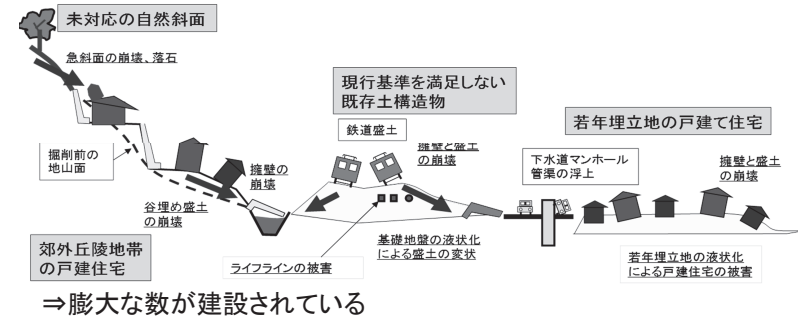 未対応の自然斜面
急斜面の崩壊、落石
現行基準を満足しない
既存土構造物
若年埋立地の戸建て住宅
鉄道盛土
擁壁と盛土
の崩壊
下水道マンホール
管渠の浮上
擁壁と盛土
の崩壊
掘削前の
地山面
擁壁の
崩壊
谷埋め盛土
の崩壊
郊外丘陵地帯
の戸建住宅
ライフラインの被害
基礎地盤の液状化
による盛土の変状
若年埋立地の液状化
による戸建住宅の被害
⇒膨大な数が建設されている